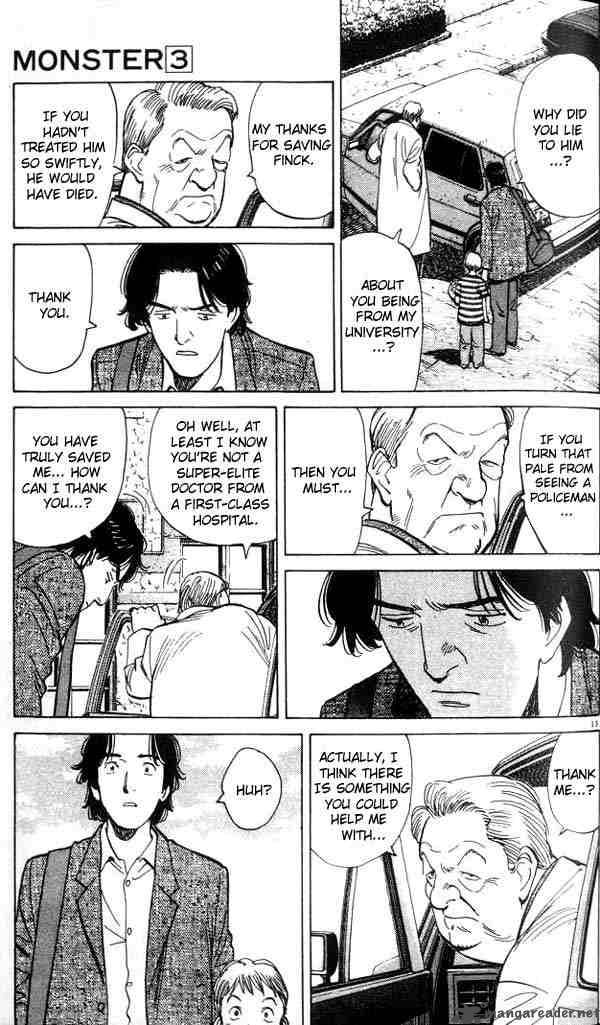 MONSTER 3
WHY DID
YOU LIE
TO HIM
...?
ABOUT
YOU BEING
FROM MY
UNIVERSITY
...?
MY THANKS
FOR SAVING
FINCK.
IF YOU
HADN'T
TREATED HIM
SO SWIFTLY,
HE WOULD
HAVE DIED.
THANK
YOU.
IF YOU
TURN THAT
PALE FROM
SEEING A
POLICEMAN
...
THEN YOU
MUST...
OH WELL, AT
LEAST I KNOW
YOU'RE NOT A
SUPER-ELITE
DOCTOR FROM
A FIRST-CLASS
HOSPITAL.
YOU HAVE
TRULY SAVED
ME... HOW
CAN I THANK
YOU...?
THANK
ME...?
ACTUALLY, I
THINK THERE
IS SOMETHING
YOU COULD
HELP ME
WITH...
HUH?
mangareader.net